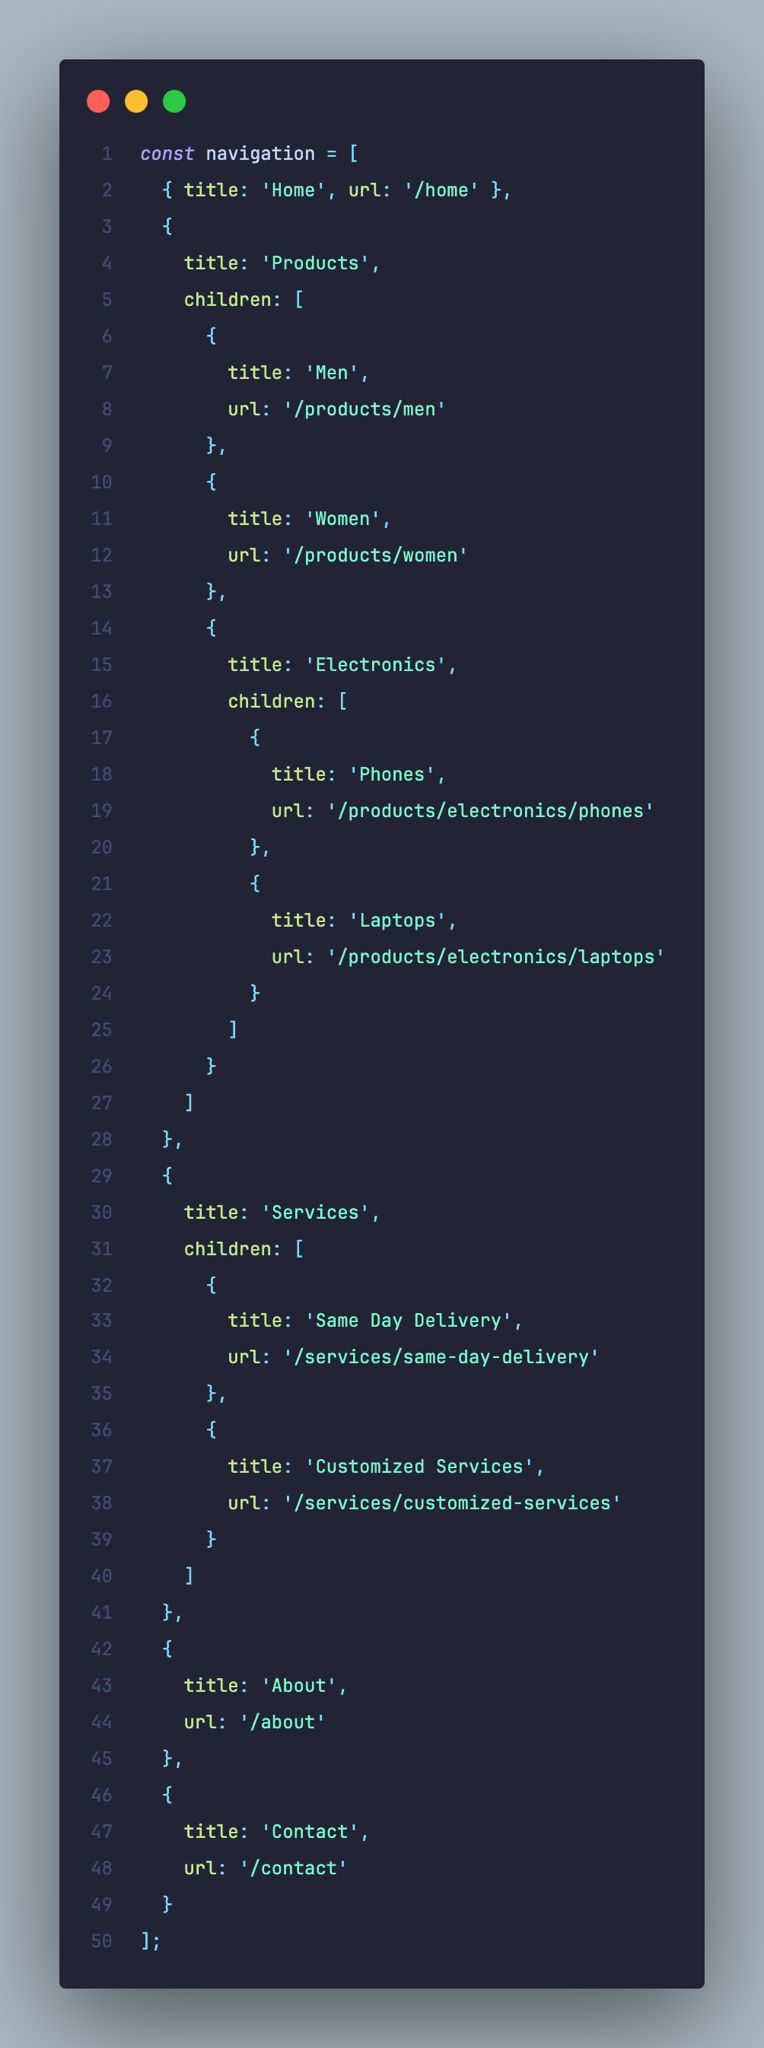 1 const navigation = [
2 { title: 'Home', url: '/home' },
3 {
4 title: 'Products',
5 children: [
6 {
7 title: 'Men',
8 url: '/products/men'
9 },
10 {
11 title: 'Women',
12 url: '/products/women'
13 },
14 {
15 title: 'Electronics',
16 children: [
17 {
18 title: 'Phones',
19 url: '/products/electronics/phones'
20 },
21 {
22 title: 'Laptops',
23 url: '/products/electronics/laptops'
24 }
25 ]
26 }
27 ]
28 },
29 {
30 title: 'Services',
31 children: [
32 {
33 title: 'Same Day Delivery',
34 url: '/services/same-day-delivery'
35 },
36 {
37 title: 'Customized Services',
38 url: '/services/customized-services'
39 }
40 ]
41 },
42 {
43 title: 'About',
44 url: '/about'
45 },
46 {
47 title: 'Contact',
48 url: '/contact'
49 }
50 ];